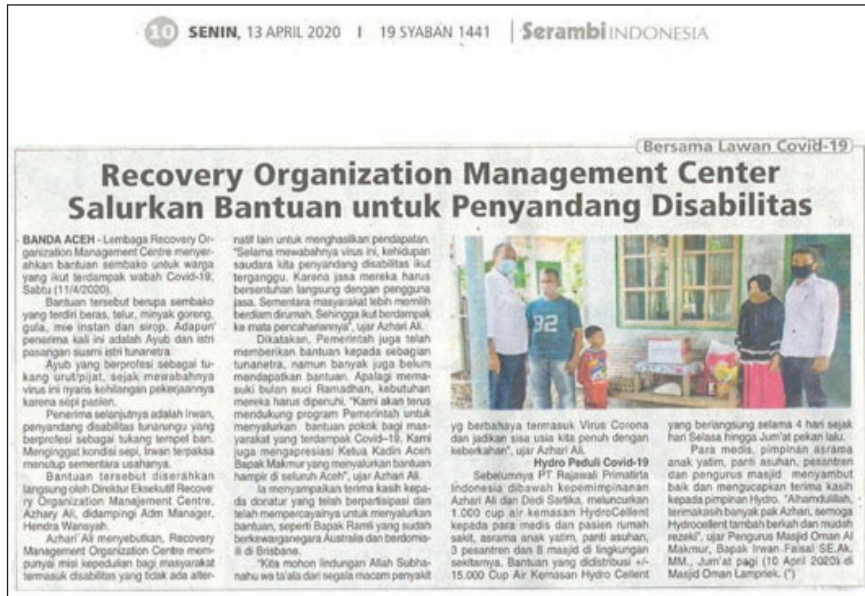 10 SENIN, 13 APRIL 2020 I 19 SYABAN 1441 | Serambi INDONESIA
Bersama Lawan Covid-19
Recovery Organization Management Center
Salurkan Bantuan untuk Penyandang Disabilitas
BANDA ACEH - Lembaga Recovery Or-
ganization Management Centre menyer-
ahkan bantuan sembako untuk warga
yang ikut terdampak wabah Covid-19,
Sabtu (11/4/2020).
Bantuan tersebut berupa sembako
yang terdiri beras, telur, minyak goreng,
gula, mie instan dan sirop. Adapun
penerima kali ini adalah Ayub dan istri
pasangan suami istri tunanetra.
Ayub yang berprofesi sebagai tu-
kang urut/pijat, sejak mewabahnya
virus ini nyaris kehilangan pekerjaannya
karena sepi pasien.
Penerima selanjutnya adalah Irwan,
penyandang disabilitas tunarungu yang
berprofesi sebagai tukang tempel ban.
Menginggat kondisi sepi, Irwan terpaksa
menutup sementara usahanya.
Bantuan tersebut diserahkan
langsung oleh Direktur Eksekutif Recove-
ry Organization Manajement Centre,
Azhary Ali, didampingi Adm Manager,
Hendra Wansyah.
Azhari Ali menyebutkan, Recovery
Management Organization Centre mem-
punyai misi kepedulian bagi masyarakat
termasuk disabilitas yang tidak ada alter-
natif lain untuk menghasilkan pendapatan.
"Selama mewabahnya virus ini, kehidupan
saudara kita penyandang disabilitas ikut
terganggu. Karena jasa mereka harus
bersentuhan langsung dengan pengguna
jasa. Sementara masyarakat lebih memilih
berdiam dirumah. Sehingga ikut berdampak
ke mata pencahariannya", ujar Azhari Ali.
Dikatakan, Pemerintah juga telah
memberikan bantuan kepada sebagian
tunanetra, namun banyak juga belum
mendapatkan bantuan. Apalagi mema-
suki bulan suci Ramadhan, kebutuhan
mereka harus dipenuhi. "Kami akan terus
mendukung program Pemerintah untuk
menyalurkan bantuan pokok bagi mas-
yarakat yang terdampak Covid–19. Kami
juga mengapresiasi Ketua Kadin Aceh
Bapak Makmur yang menyalurkan bantuan
hampir di seluruh Aceh", ujar Azhari Ali.
Ia menyampaikan terima kasih kepa-
da donatur yang telah berpartisipasi dan
telah mempercayainya untuk menyalurkan
bantuan, seperti Bapak Ramli yang sudah
berkewarganegaraan Australia dan berdomis-
ili di Brisbane.
"Kita mohon lindungan Allah Subha-
nahu wa ta'ala dari segala macam penyakit
92
yg berbahaya termasuk Virus Corona
dan jadikan sisa usia kita penuh dengan
keberkahan", ujar Azhari Ali.
Hydro Peduli Covid-19
Sebelumnya PT Rajawali Primatirta
Indonesia dibawah kepemimpinanan
Azhari Ali dan Dedi Sartika, meluncurkan
1.000 cup air kemasan HydroCellent
kepada para medis dan pasien rumah
sakit, asrama anak yatim, panti asuhan,
3 pesantren dan 8 masjid di lingkungan
sekitarnya. Bantuan yang didistribusi +/-
15.000 Cup Air Kemasan Hydro Cellent
yang berlangsung selama 4 hari sejak
hari Selasa hingga Jum'at pekan lalu.
Para medis, pimpinan asrama
anak yatim, panti asuhan, pesantren
dan pengurus masjid menyambut
baik dan mengucapkan terima kasih
kepada pimpinan Hydro. "Alhamdulillah,
terimakasih banyak pak Azhari, semoga
Hydrocellent tambah berkah dan mudah
rezeki", ujar Pengurus Masjid Oman Al
Makmur, Bapak Irwan Faisal SE.Ak.
MM., Jum'at pagi (10 April 2020) di
Masjid Oman Lampriek. (*)